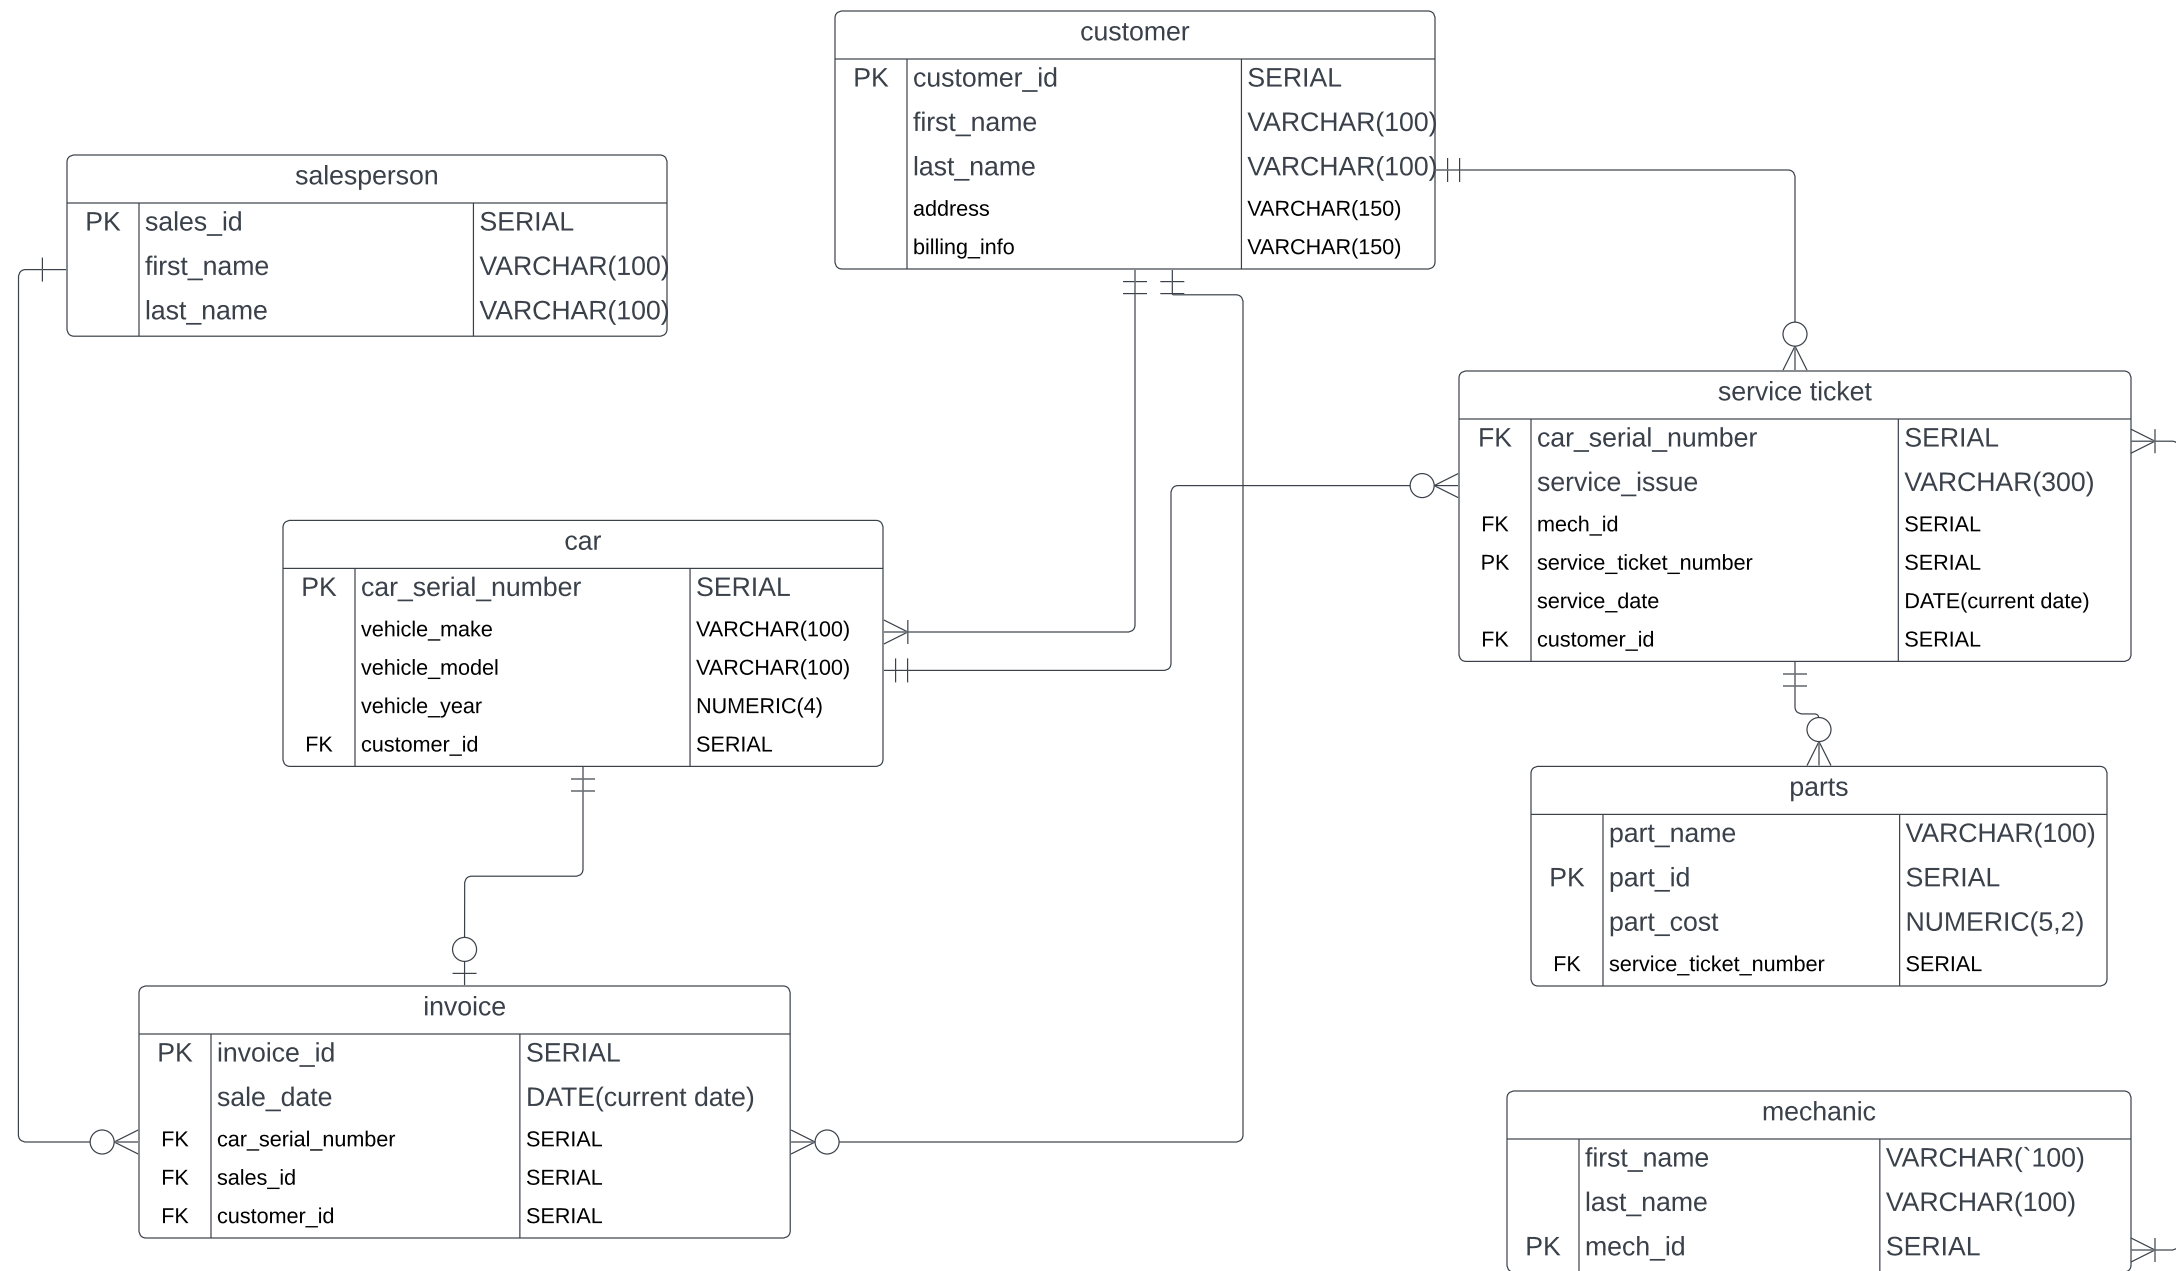 customer
PK customer_id SERIAL
first_name VARCHAR(100)
last_name VARCHAR(100)
address VARCHAR(150)
billing_info VARCHAR(150)
salesperson
PK sales_id SERIAL
first_name VARCHAR(100)
last_name VARCHAR(100)
service ticket
FK car_serial_number SERIAL
service_issue VARCHAR(300)
FK mech_id SERIAL
PK service_ticket_number SERIAL
service_date DATE(current date)
FK customer_id SERIAL
car
PK car_serial_number SERIAL
vehicle_make VARCHAR(100)
vehicle_model VARCHAR(100)
vehicle_year NUMERIC(4)
FK customer_id SERIAL
parts
part_name VARCHAR(100)
PK part_id SERIAL
part_cost NUMERIC(5,2)
FK service_ticket_number SERIAL
invoice
PK invoice_id SERIAL
sale_date DATE(current date)
FK car_serial_number SERIAL
FK sales_id SERIAL
FK customer_id SERIAL
mechanic
first_name VARCHAR(`100)
last_name VARCHAR(100)
PK mech_id SERIAL